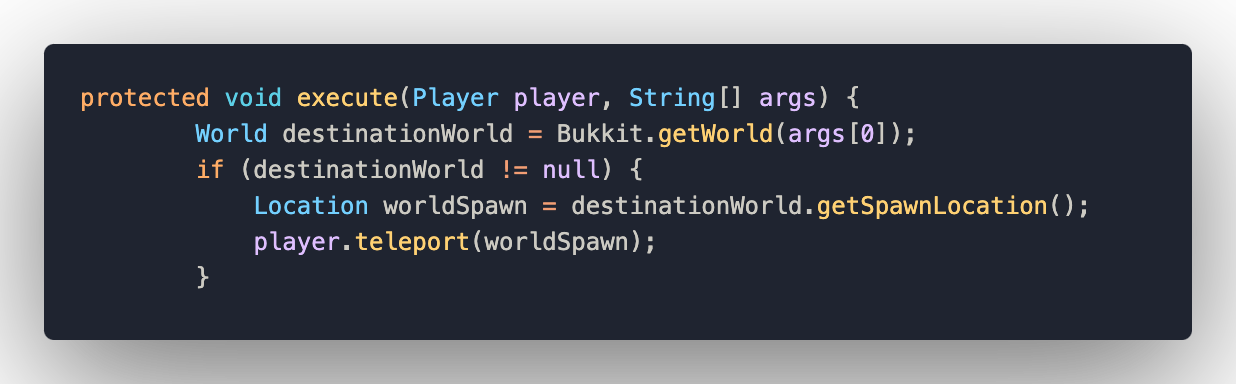 protected void execute(Player player, String[] args) {
        World destinationWorld = Bukkit.getWorld(args[0]);
        if (destinationWorld != null) {
            Location worldSpawn = destinationWorld.getSpawnLocation();
            player.teleport(worldSpawn);
        }